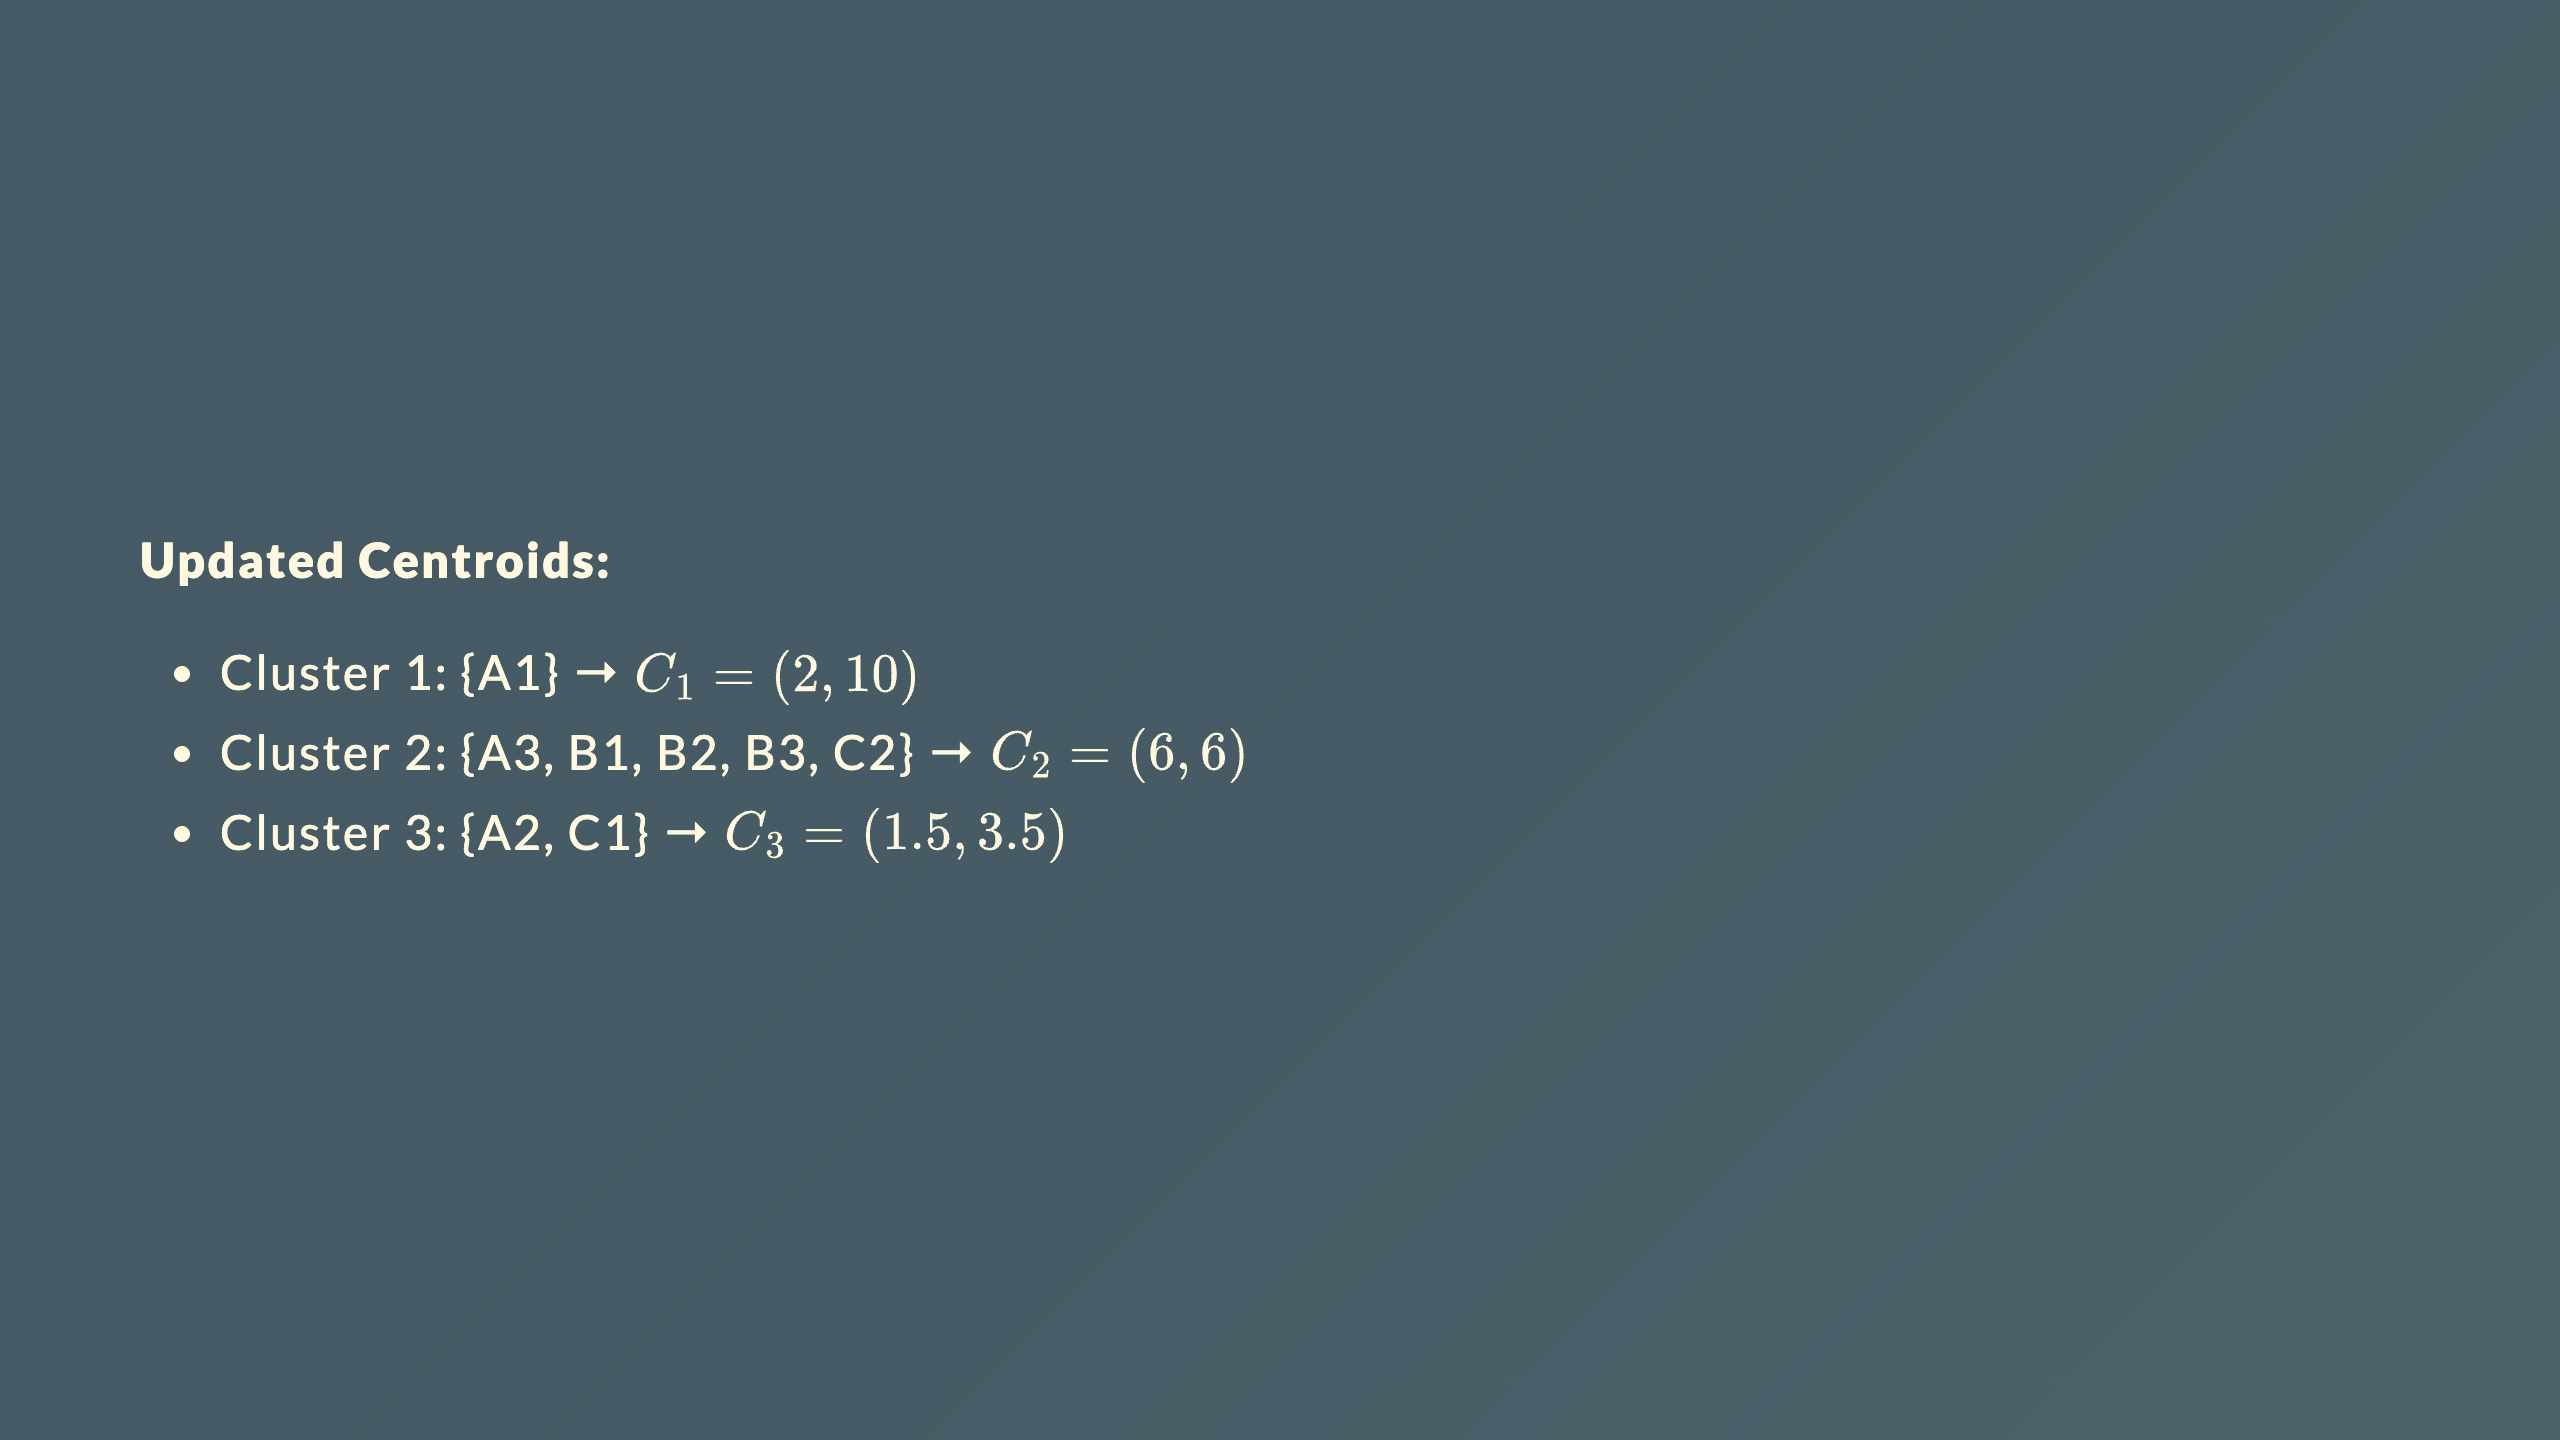 Updated Centroids:
• Cluster 1: {A1} → C₁ = (2, 10)
• Cluster 2: {A3, B1, B2, B3, C2} → C₂ = (6, 6)
• Cluster 3: {A2, C1} → C₃ = (1.5, 3.5)